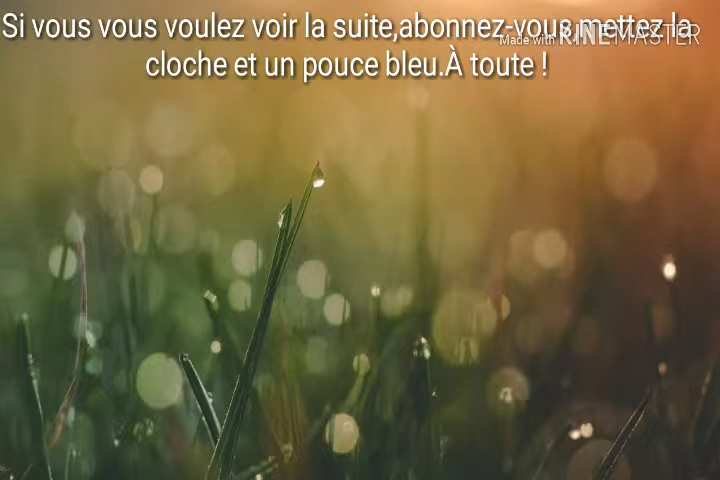 Si vous vous voulez voir la suite,abonnez-vous,mettez la
Made with KINEMASTER
cloche et un pouce bleu.À toute !